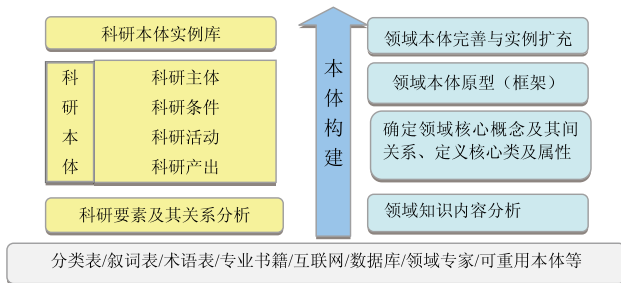 科研本体实例库
科研本体
科研主体
科研条件
科研活动
科研产出
科研要素及其关系分析
本体构建
领域本体完善与实例扩充
领域本体原型（框架）
确定领域核心概念及其间
关系、定义核心类及属性
领域知识内容分析
分类表/叙词表/术语表/专业书籍/互联网/数据库/领域专家/可重用本体等